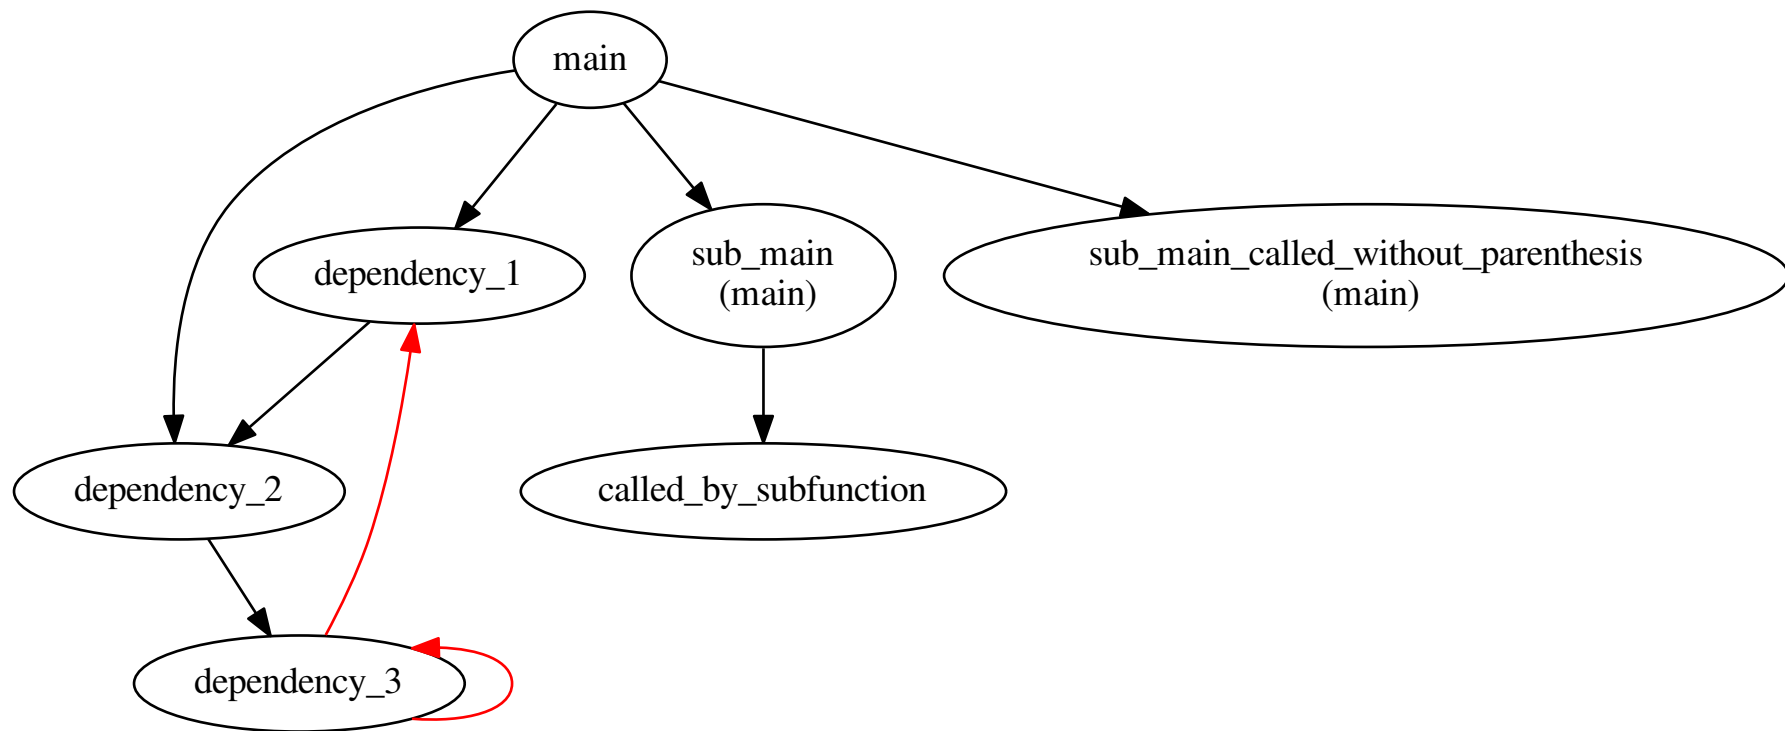 main
dependency_1
sub_main
(main)
sub_main_called_without_parenthesis
(main)
dependency_2
called_by_subfunction
dependency_3